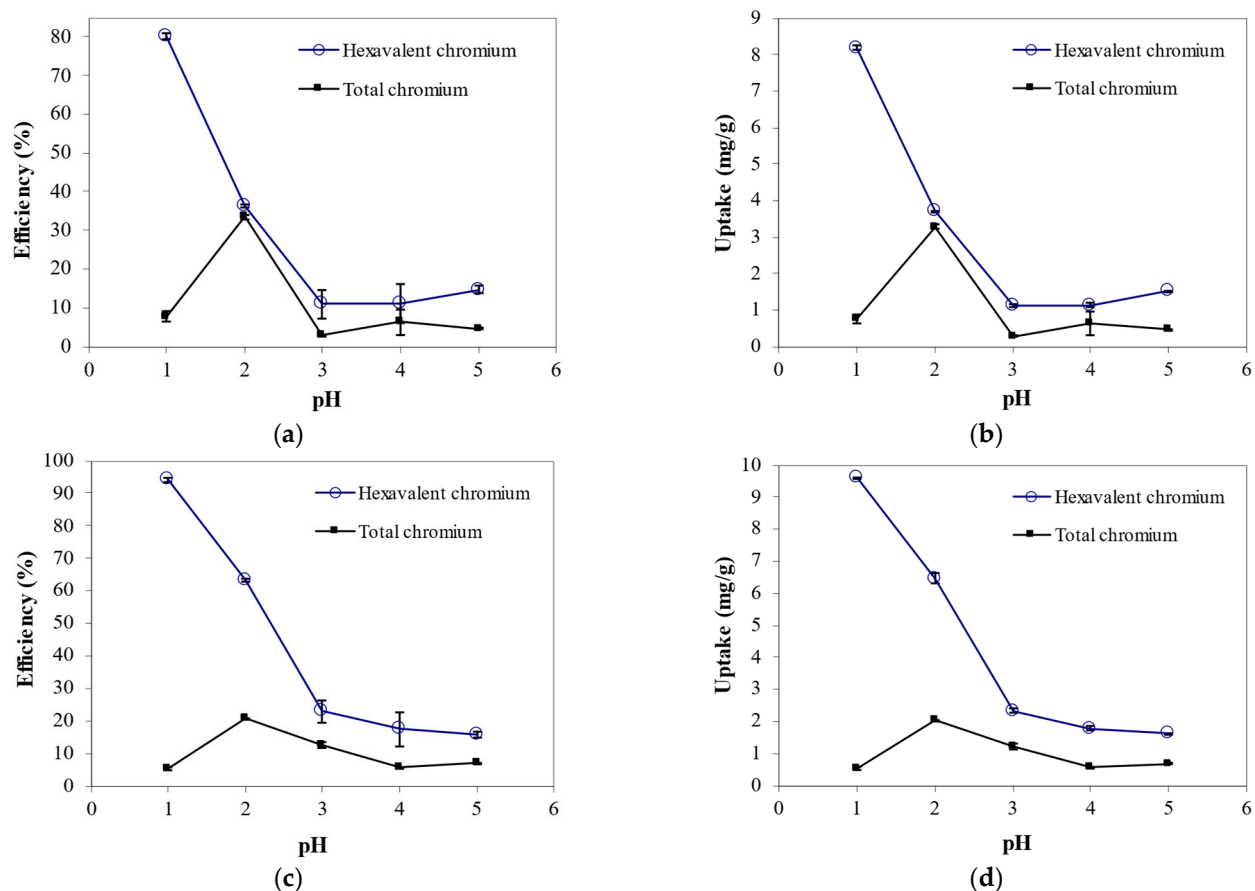 80
70
60
50
40
30
20
10
0
Efficiency (%)
Hexavalent chromium
Total chromium
0 1 2 3 4 5 6
pH
(a)
9
8
7
6
5
4
3
2
1
0
Uptake (mg/g)
Hexavalent chromium
Total chromium
0 1 2 3 4 5 6
pH
(b)
100
90
80
70
60
50
40
30
20
10
0
Efficiency (%)
Hexavalent chromium
Total chromium
0 1 2 3 4 5 6
pH
(c)
10
9
8
7
6
5
4
3
2
1
0
Uptake (mg/g)
Hexavalent chromium
Total chromium
0 1 2 3 4 5 6
pH
(d)